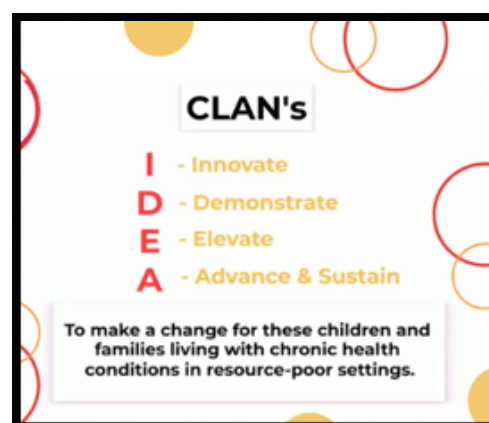 CLAN's
I - Innovate
D - Demonstrate
E - Elevate
A - Advance & Sustain
To make a change for these children and
families living with chronic health
conditions in resource-poor settings.